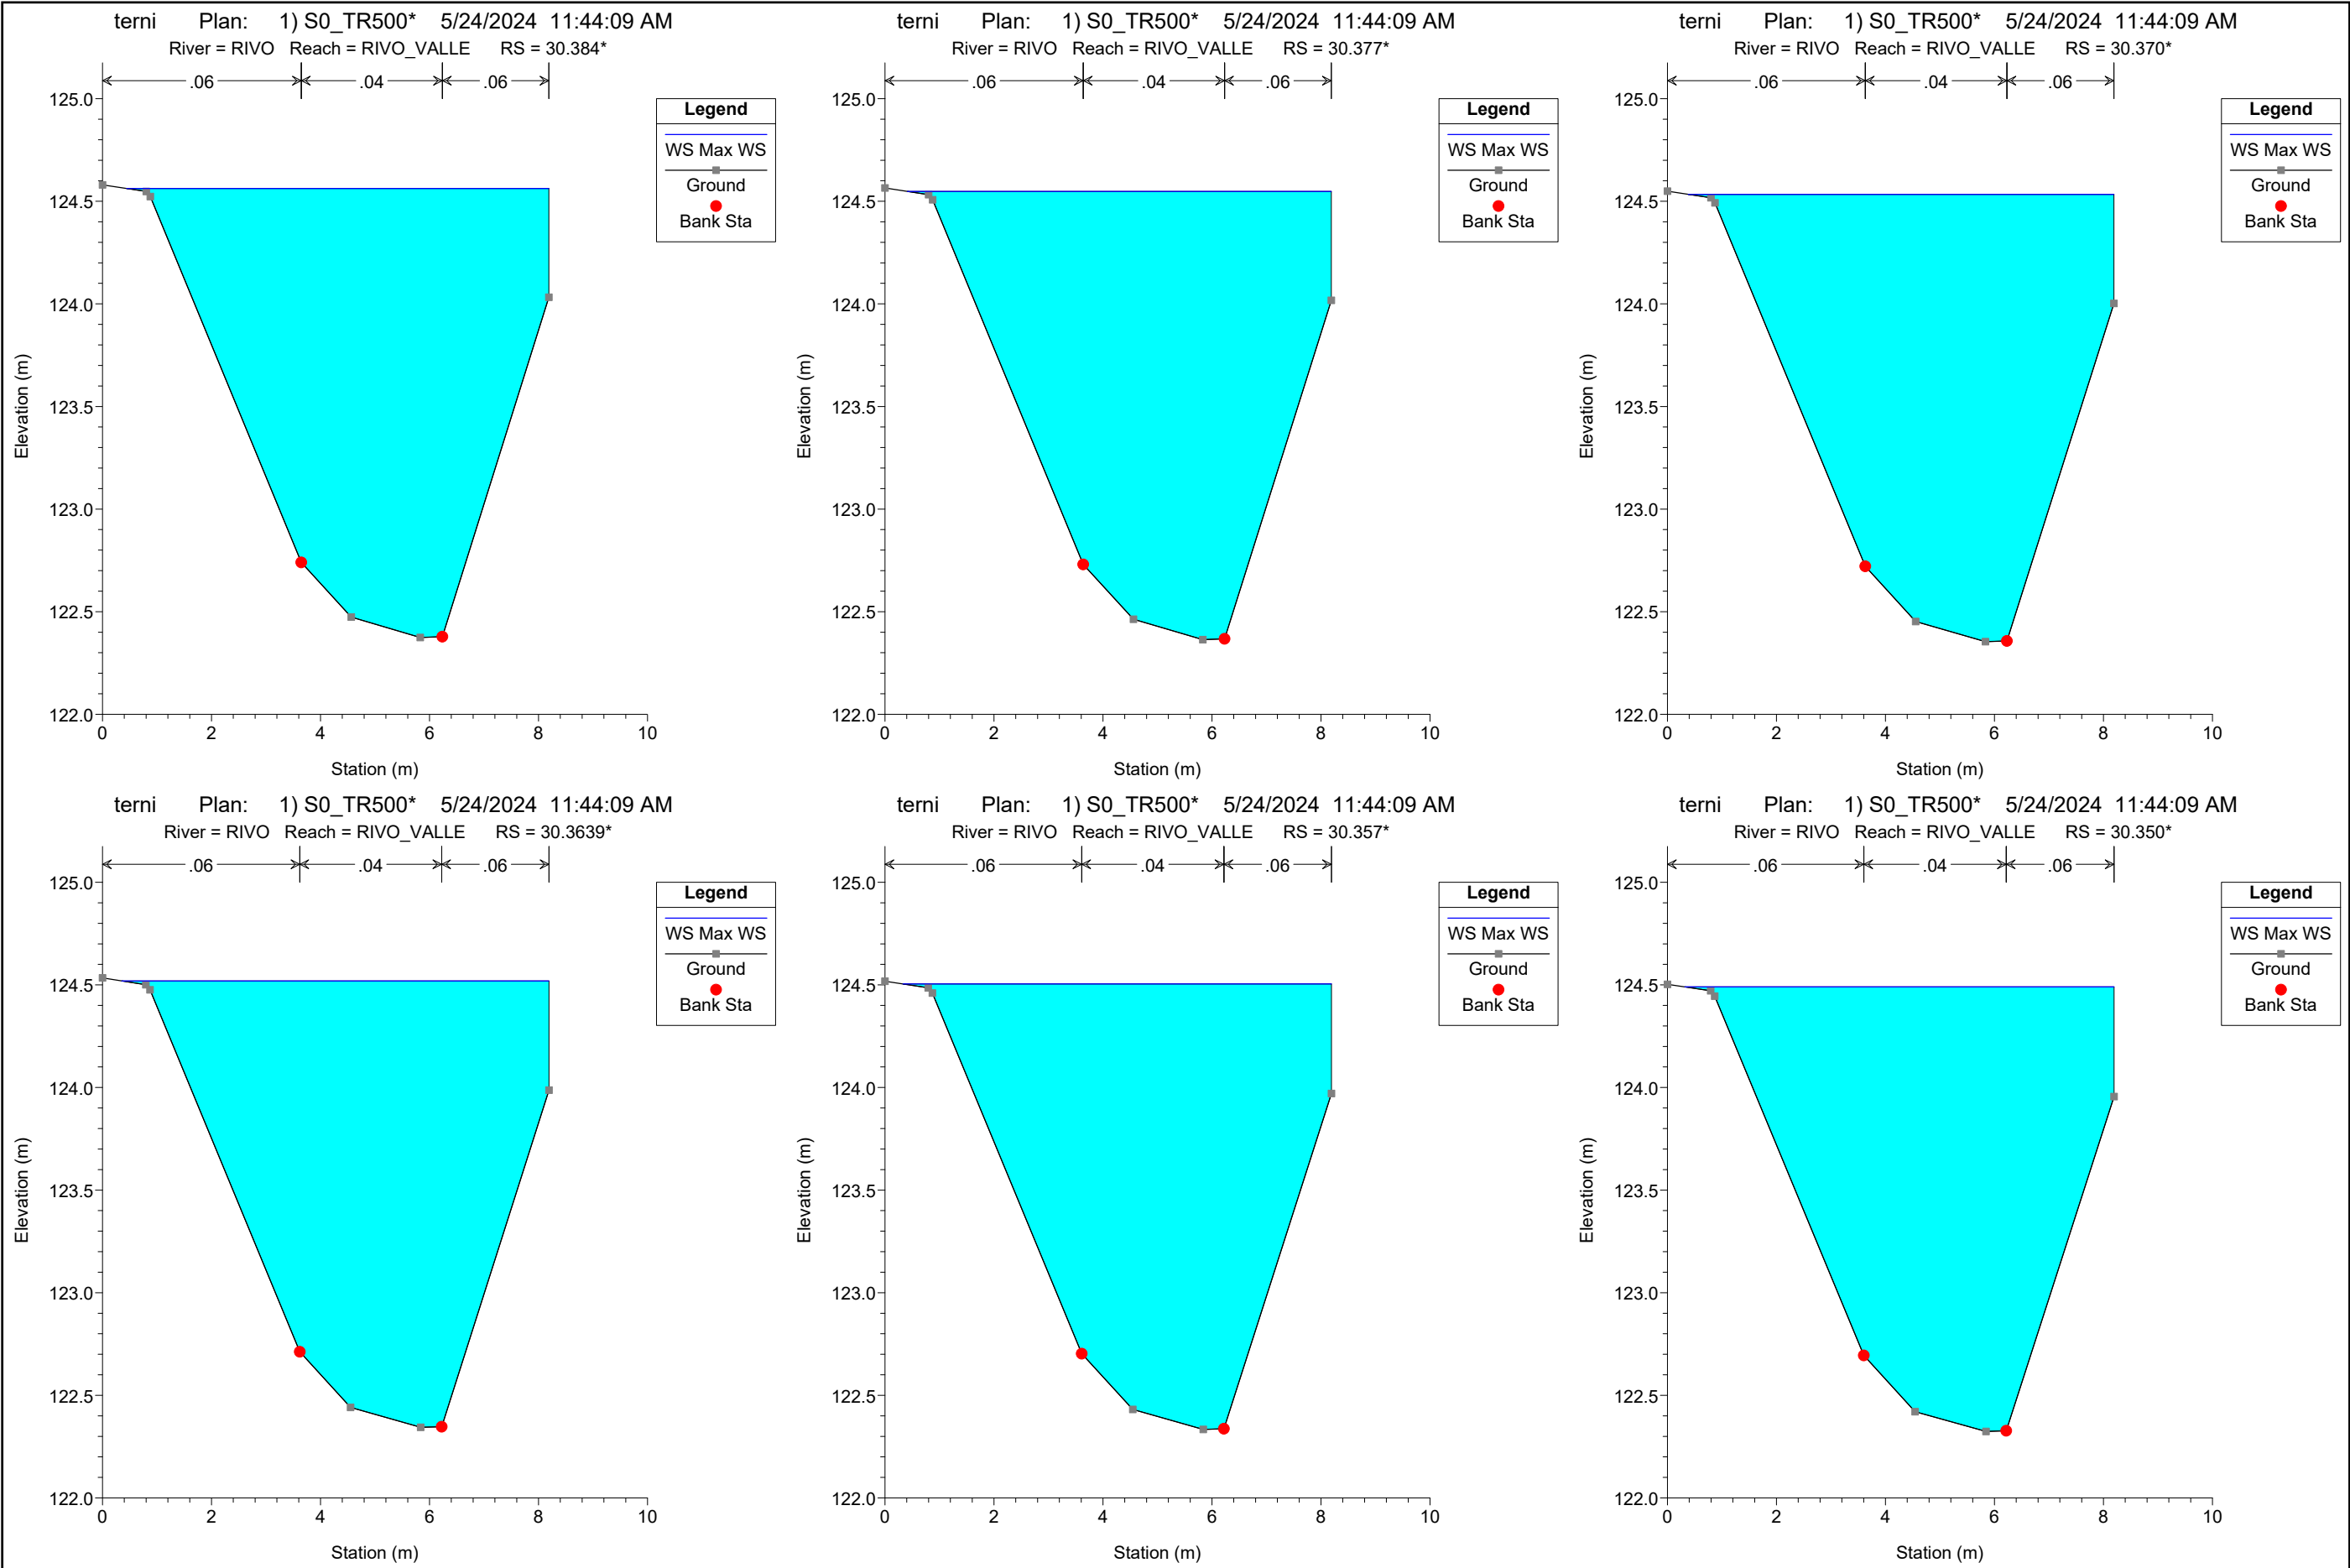 terni Plan: 1) S0_TR500* 5/24/2024 11:44:09 AM
River = RIVO Reach = RIVO_VALLE RS = 30.384*
.06 .04 .06
125.0
124.5
124.0
123.5
123.0
122.5
122.0
0 2 4 6 8 10
Station (m)
Elevation (m)
Legend
WS Max WS
Ground
Bank Sta
terni Plan: 1) S0_TR500* 5/24/2024 11:44:09 AM
River = RIVO Reach = RIVO_VALLE RS = 30.377*
.06 .04 .06
125.0
124.5
124.0
123.5
123.0
122.5
122.0
0 2 4 6 8 10
Station (m)
Elevation (m)
Legend
WS Max WS
Ground
Bank Sta
terni Plan: 1) S0_TR500* 5/24/2024 11:44:09 AM
River = RIVO Reach = RIVO_VALLE RS = 30.370*
.06 .04 .06
125.0
124.5
124.0
123.5
123.0
122.5
122.0
0 2 4 6 8 10
Station (m)
Elevation (m)
Legend
WS Max WS
Ground
Bank Sta
terni Plan: 1) S0_TR500* 5/24/2024 11:44:09 AM
River = RIVO Reach = RIVO_VALLE RS = 30.3639*
.06 .04 .06
125.0
124.5
124.0
123.5
123.0
122.5
122.0
0 2 4 6 8 10
Station (m)
Elevation (m)
Legend
WS Max WS
Ground
Bank Sta
terni Plan: 1) S0_TR500* 5/24/2024 11:44:09 AM
River = RIVO Reach = RIVO_VALLE RS = 30.357*
.06 .04 .06
125.0
124.5
124.0
123.5
123.0
122.5
122.0
0 2 4 6 8 10
Station (m)
Elevation (m)
Legend
WS Max WS
Ground
Bank Sta
terni Plan: 1) S0_TR500* 5/24/2024 11:44:09 AM
River = RIVO Reach = RIVO_VALLE RS = 30.350*
.06 .04 .06
125.0
124.5
124.0
123.5
123.0
122.5
122.0
0 2 4 6 8 10
Station (m)
Elevation (m)
Legend
WS Max WS
Ground
Bank Sta